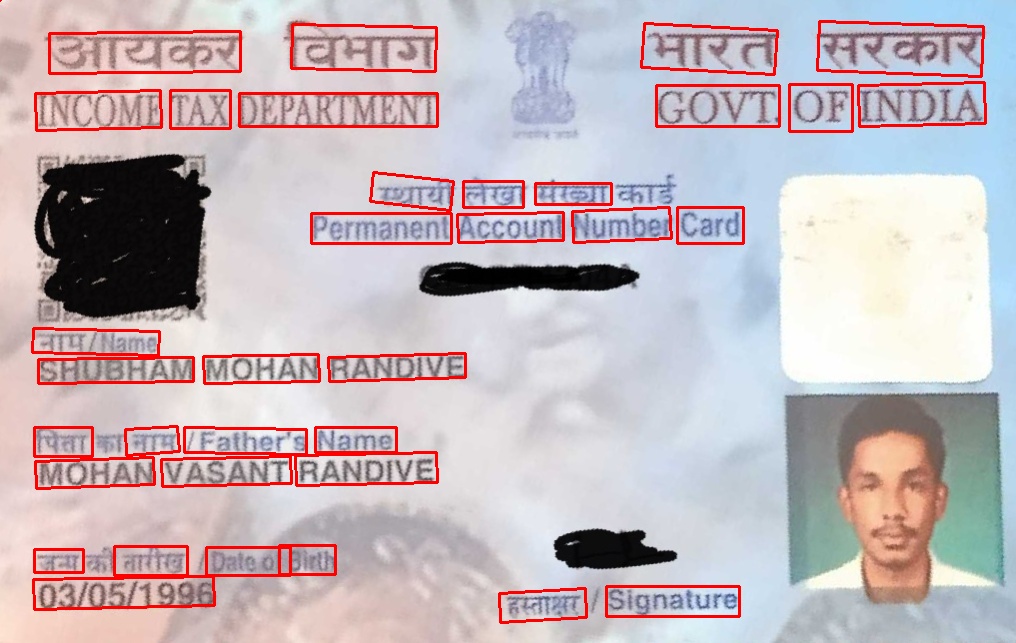 आयकर विभाग
INCOME TAX DEPARTMENT
भारत सरकार
GOVT. OF INDIA
स्थायी लेखा संख्या कार्ड
Permanent Account Number Card
नाम / Name
SHUBHAM MOHAN RANDIVE
पिता का नाम / Father's Name
MOHAN VASANT RANDIVE
जन्म की तारीख / Date of Birth
03/05/1996
हस्ताक्षर / Signature